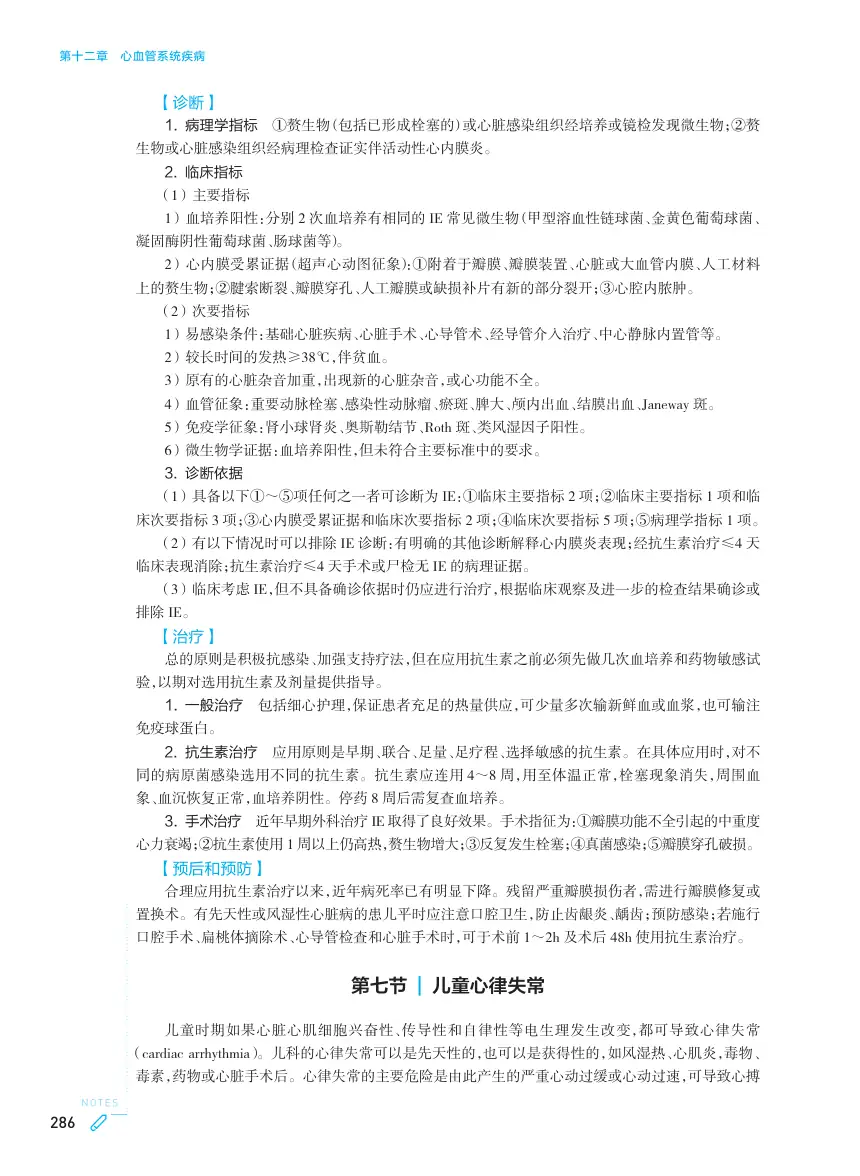 第十二章 心血管系统疾病
【诊断】
1. 病理学指标 ①赘生物(包括已形成栓塞的)或心脏感染组织经培养或镜检发现微生物;②赘
生物或心脏感染组织经病理检查证实伴活动性心内膜炎。
2. 临床指标
(1)主要指标
1)血培养阳性:分别 2 次血培养有相同的 IE 常见微生物(甲型溶血性链球菌、金黄色葡萄球菌、
凝固酶阴性葡萄球菌、肠球菌等)。
2)心内膜受累证据(超声心动图征象):①附着于瓣膜、瓣膜装置、心脏或大血管内膜、人工材料
上的赘生物;②腱索断裂、瓣膜穿孔、人工瓣膜或缺损补片有新的部分裂开;③心腔内脓肿。
(2)次要指标
1)易感染条件:基础心脏疾病、心脏手术、心导管术、经导管介入治疗、中心静脉内置管等。
2)较长时间的发热≥38℃,伴贫血。
3)原有的心脏杂音加重,出现新的心脏杂音,或心功能不全。
4)血管征象:重要动脉栓塞、感染性动脉瘤、瘀斑、脾大、颅内出血、结膜出血、Janeway 斑。
5)免疫学征象:肾小球肾炎、奥斯勒结节、Roth 斑、类风湿因子阳性。
6)微生物学证据:血培养阳性,但未符合主要标准中的要求。
3. 诊断依据
(1)具备以下①～⑤项任何之一者可诊断为 IE:①临床主要指标 2 项;②临床主要指标 1 项和临
床次要指标 3 项;③心内膜受累证据和临床次要指标 2 项;④临床次要指标 5 项;⑤病理学指标 1 项。
(2)有以下情况时可以排除 IE 诊断:有明确的其他诊断解释心内膜炎表现;经抗生素治疗≤4 天
临床表现消除;抗生素治疗≤4 天手术或尸检无 IE 的病理证据。
(3)临床考虑 IE,但不具备确诊依据时仍应进行治疗,根据临床观察及进一步的检查结果确诊或
排除 IE。
【治疗】
总的原则是积极抗感染、加强支持疗法,但在应用抗生素之前必须先做几次血培养和药物敏感试
验,以期对选用抗生素及剂量提供指导。
1. 一般治疗 包括细心护理,保证患者充足的热量供应,可少量多次输新鲜血或血浆,也可输注
免疫球蛋白。
2. 抗生素治疗 应用原则是早期、联合、足量、足疗程、选择敏感的抗生素。在具体应用时,对不
同的病原菌感染选用不同的抗生素。抗生素应连用 4～8 周,用至体温正常,栓塞现象消失,周围血
象、血沉恢复正常,血培养阴性。停药 8 周后需复查血培养。
3. 手术治疗 近年早期外科治疗 IE 取得了良好效果。手术指征为:①瓣膜功能不全引起的中重度
心力衰竭;②抗生素使用 1 周以上仍高热,赘生物增大;③反复发生栓塞;④真菌感染;⑤瓣膜穿孔破损。
【预后和预防】
合理应用抗生素治疗以来,近年病死率已有明显下降。残留严重瓣膜损伤者,需进行瓣膜修复或
置换术。有先天性或风湿性心脏病的患儿平时应注意口腔卫生,防止齿龈炎、龋齿;预防感染;若施行
口腔手术、扁桃体摘除术、心导管检查和心脏手术时,可于术前 1～2h 及术后 48h 使用抗生素治疗。
第七节 | 儿童心律失常
儿童时期如果心脏心肌细胞兴奋性、传导性和自律性等电生理发生改变,都可导致心律失常
(cardiac arrhythmia)。儿科的心律失常可以是先天性的,也可以是获得性的,如风湿热、心肌炎,毒物、
毒素,药物或心脏手术后。心律失常的主要危险是由此产生的严重心动过缓或心动过速,可导致心搏
NOTES
286